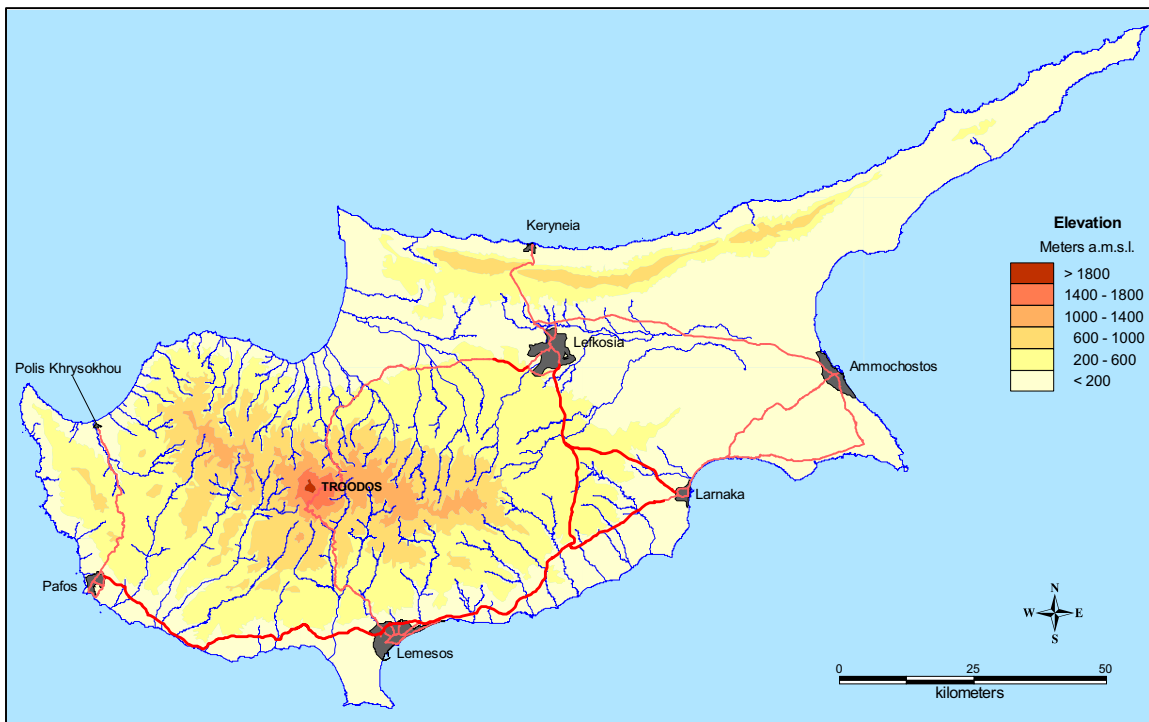 Keryneia
Elevation
Meters a.m.s.l.
> 1800
1400 - 1800
1000 - 1400
600 - 1000
200 - 600
< 200
Lefkosia
Polis Khrysokhou
Ammochostos
TROODOS
Larnaka
Pafos
N
W E
S
Lemesos
0 25 50
kilometers